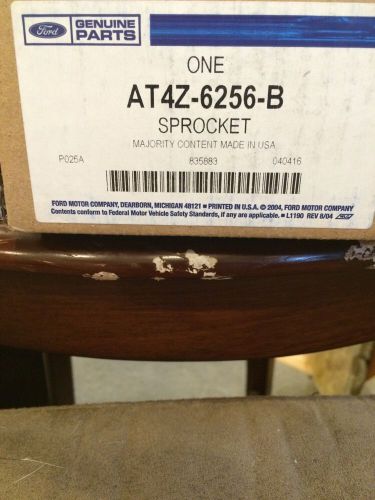 Ford GENUINE PARTS
ONE
AT4Z-6256-B
SPROCKET
MAJORITY CONTENT MADE IN USA
P025A 835883 040416
FORD MOTOR COMPANY, DEARBORN, MICHIGAN 48121 ■ PRINTED IN U.S.A. © 2004, FORD MOTOR COMPANY
Contents conform to Federal Motor Vehicle Safety Standards, if any are applicable. ■ L1190 REV 8/04